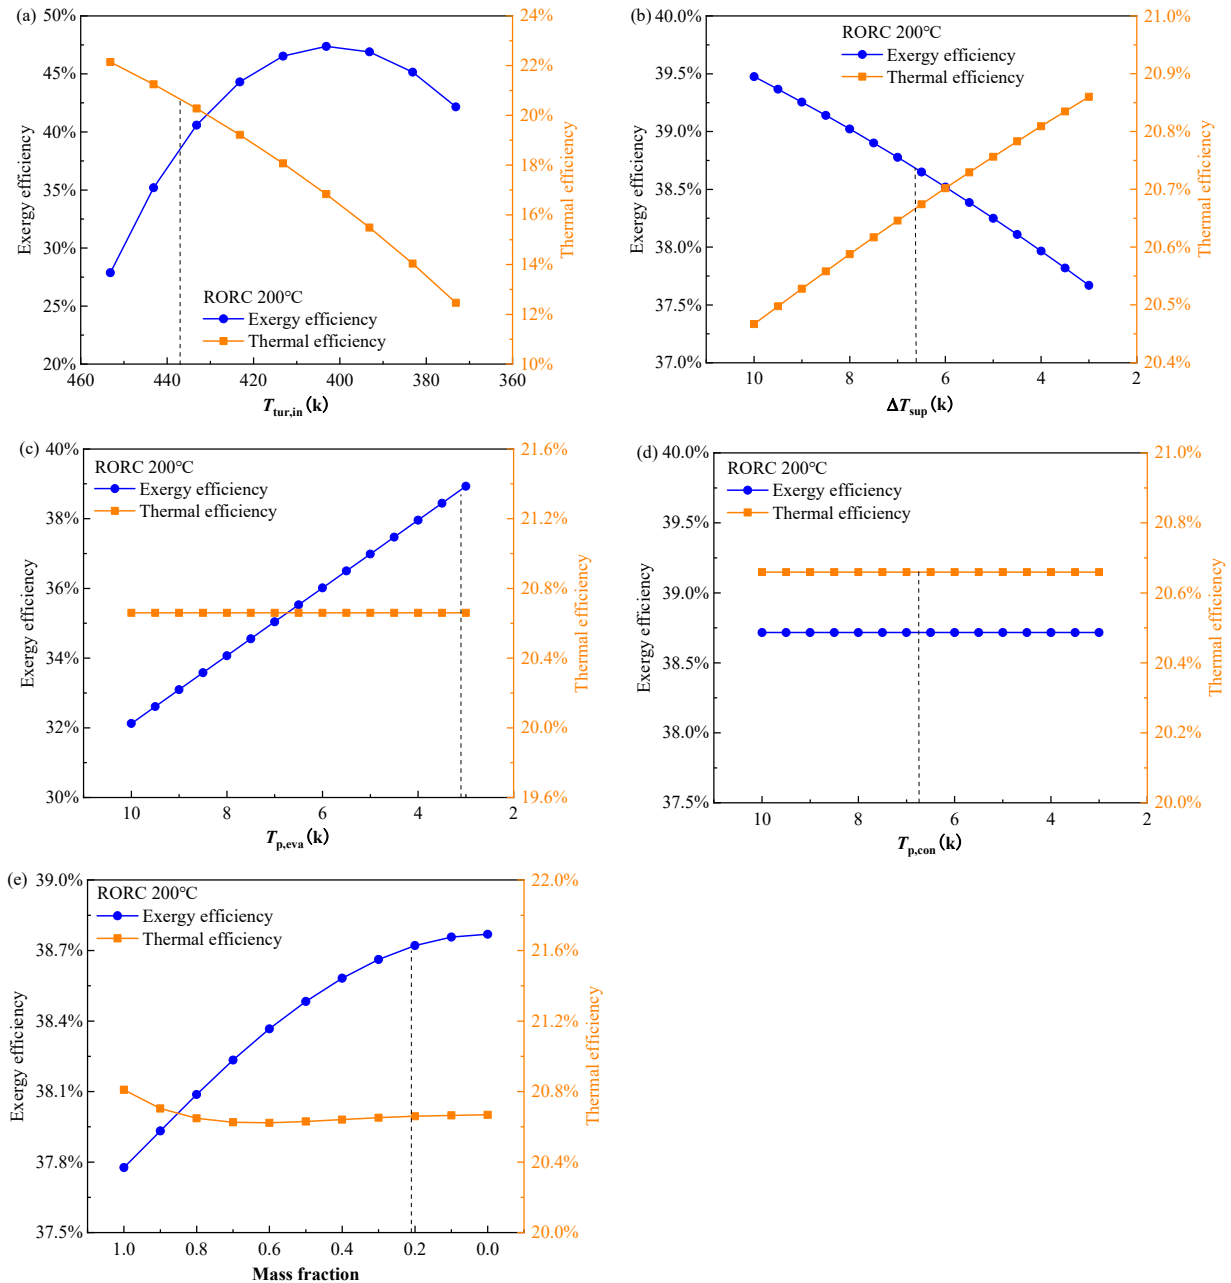 (a)
50%
45%
40%
35%
30%
25%
20%
Exergy efficiency
24%
22%
20%
18%
16%
14%
12%
10%
Thermal efficiency
RORC 200℃
Exergy efficiency
Thermal efficiency
460 440 420 400 380 360
T_tur,in (k)
(b)
40.0%
39.5%
39.0%
38.5%
38.0%
37.5%
37.0%
Exergy efficiency
21.0%
20.9%
20.8%
20.7%
20.6%
20.5%
20.4%
Thermal efficiency
RORC 200℃
Exergy efficiency
Thermal efficiency
10 8 6 4 2
ΔT_sup (k)
(c)
40%
38%
36%
34%
32%
30%
Exergy efficiency
21.6%
21.2%
20.8%
20.4%
20.0%
19.6%
Thermal efficiency
RORC 200℃
Exergy efficiency
Thermal efficiency
10 8 6 4 2
T_p,eva (k)
(d)
40.0%
39.5%
39.0%
38.5%
38.0%
37.5%
Exergy efficiency
21.0%
20.8%
20.6%
20.4%
20.2%
20.0%
Thermal efficiency
RORC 200℃
Exergy efficiency
Thermal efficiency
10 8 6 4 2
T_p,con (k)
(e)
39.0%
38.7%
38.4%
38.1%
37.8%
37.5%
Exergy efficiency
22.0%
21.6%
21.2%
20.8%
20.4%
20.0%
Thermal efficiency
RORC 200℃
Exergy efficiency
Thermal efficiency
1.0 0.8 0.6 0.4 0.2 0.0
Mass fraction